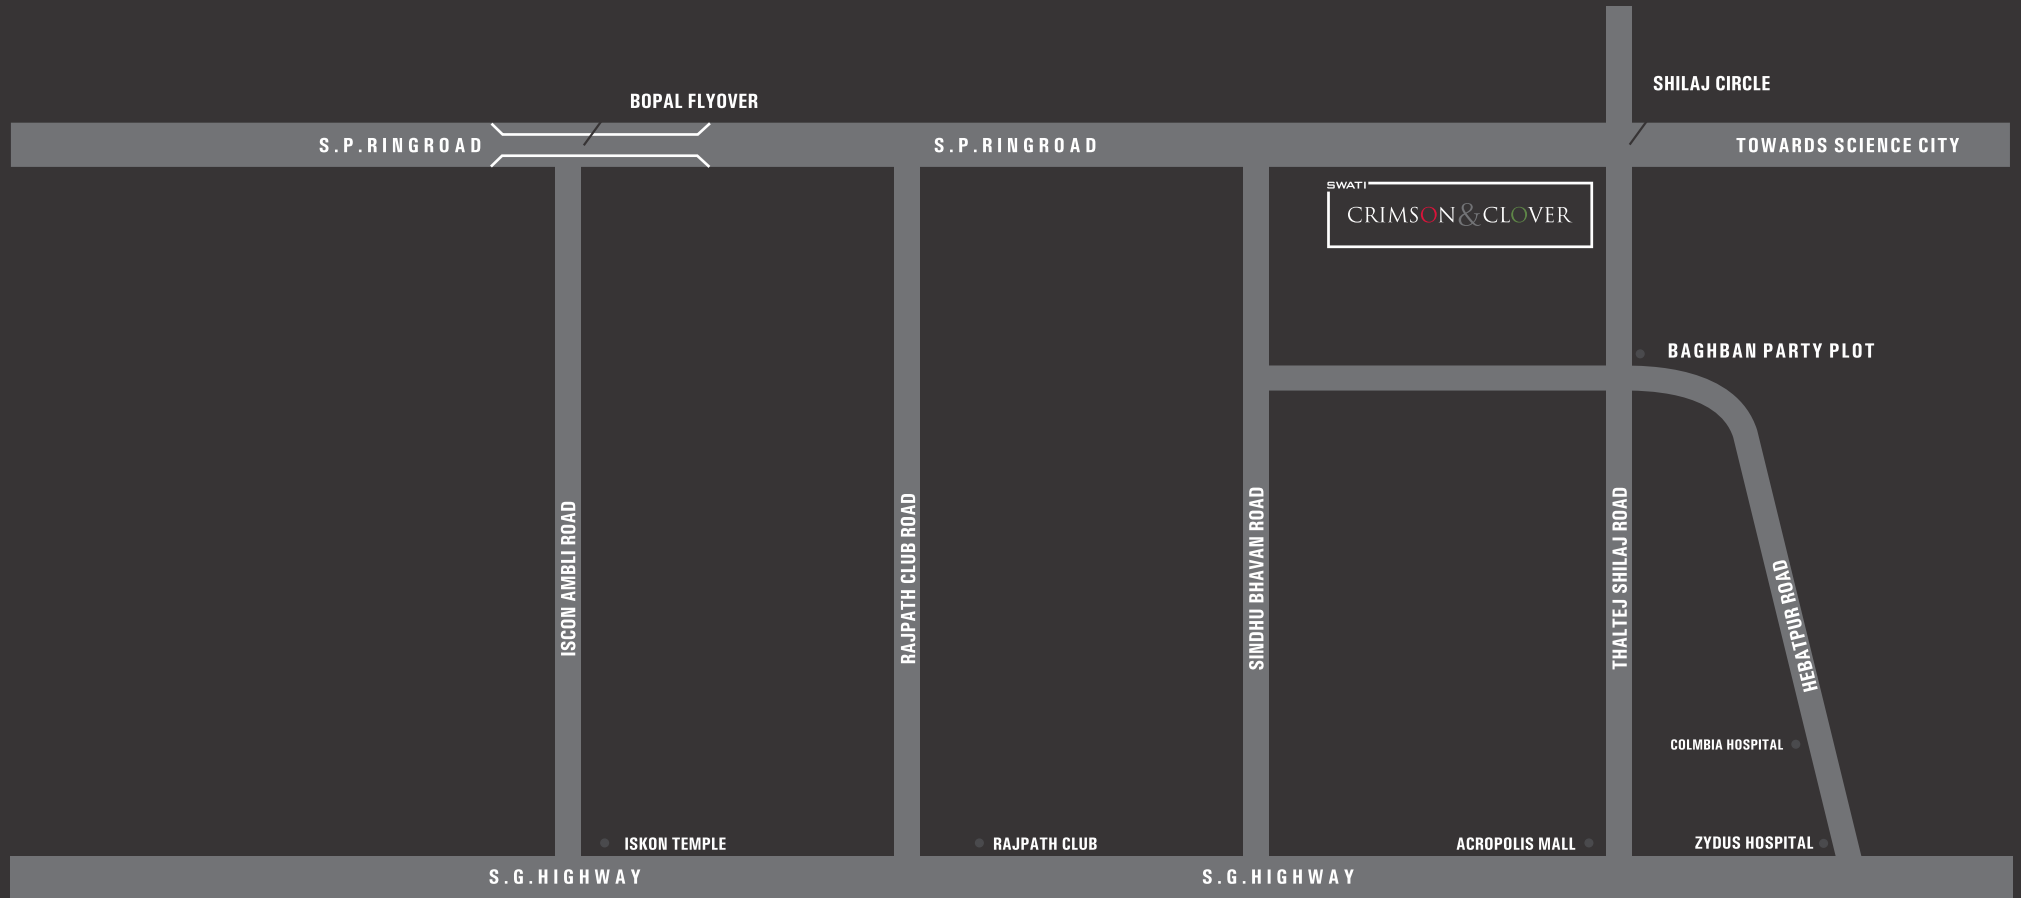 SHILAJ CIRCLE
BOPAL FLYOVER
S.P.RINGROAD
S.P.RINGROAD
TOWARDS SCIENCE CITY
SWATI
CRIMSON&CLOVER
BAGHBAN PARTY PLOT
ISCON AMBLI ROAD
RAJPATH CLUB ROAD
SINDHU BHAVAN ROAD
THALTEJ SHILAJ ROAD
HEBATPUR ROAD
COLMBIA HOSPITAL
ISKON TEMPLE
RAJPATH CLUB
ACROPOLIS MALL
ZYDUS HOSPITAL
S.G.HIGHWAY
S.G.HIGHWAY